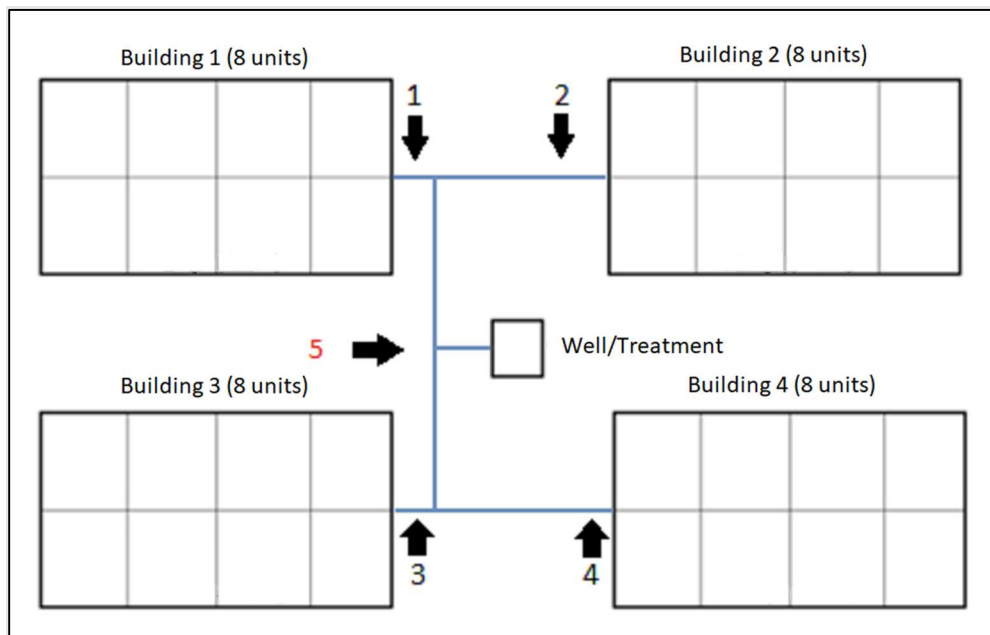 Building 1 (8 units)
Building 2 (8 units)
1
2
5
Well/Treatment
Building 3 (8 units)
Building 4 (8 units)
3
4